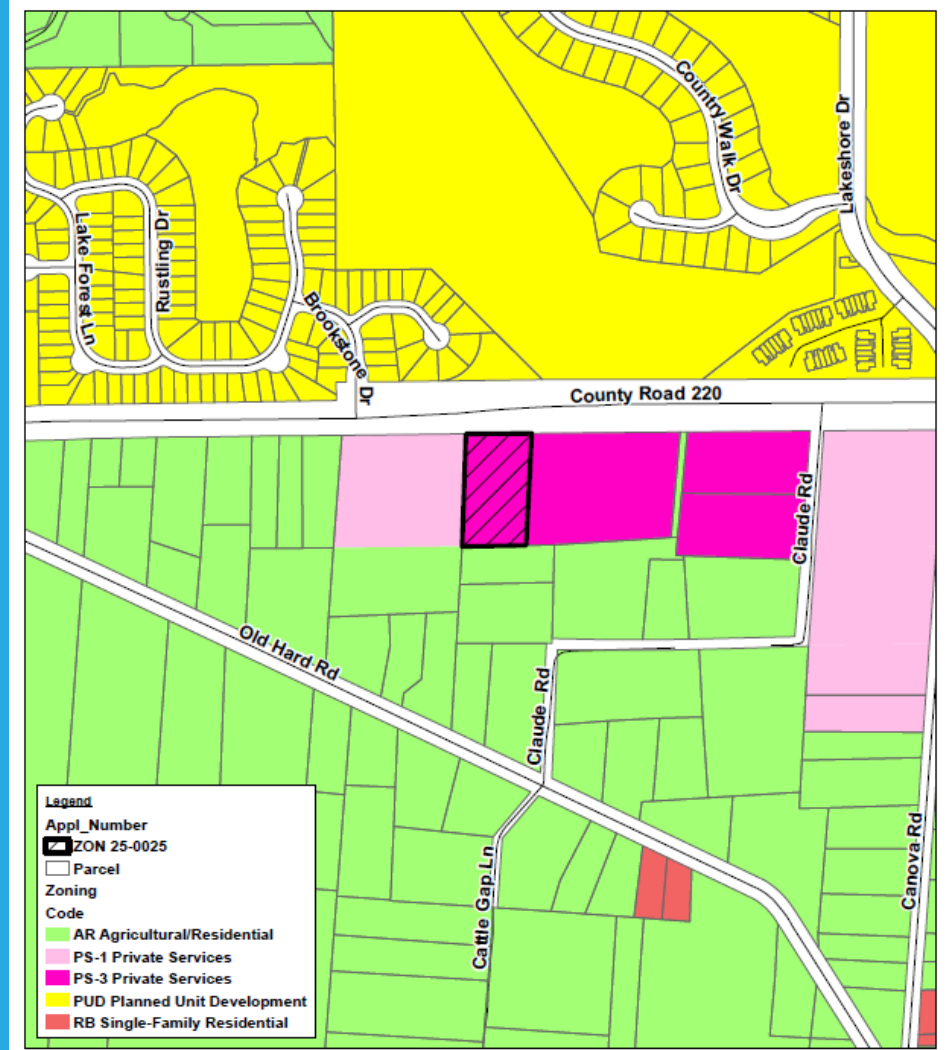 Country Walk Dr
Lakeshore Dr
Lake Forest Ln
Rustling Dr
Brookstone Dr
County Road 220
Claude Rd
Old Hard Rd
Claude Rd
Cattle Gap Ln
Canova Rd
Legend
Appl_Number
ZON 25-0025
Parcel
Zoning
Code
AR Agricultural/Residential
PS-1 Private Services
PS-3 Private Services
PUD Planned Unit Development
RB Single-Family Residential